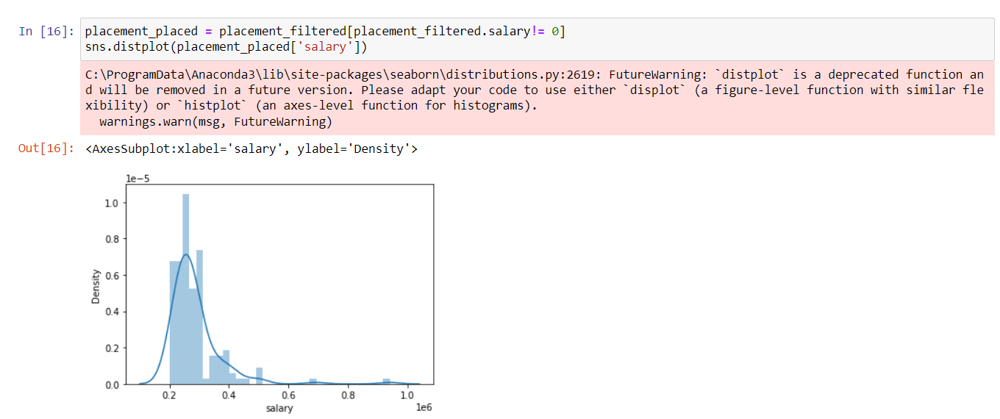 In [16]: placement_placed = placement_filtered[placement_filtered.salary!= 0]
sns.distplot(placement_placed['salary'])
C:\ProgramData\Anaconda3\lib\site-packages\seaborn\distributions.py:2619: FutureWarning: `distplot` is a deprecated function an
d will be removed in a future version. Please adapt your code to use either `displot` (a figure-level function with similar fle
xibility) or `histplot` (an axes-level function for histograms).
warnings.warn(msg, FutureWarning)
Out[16]: <AxesSubplot:xlabel='salary', ylabel='Density'>
1e−5
1.0
0.8
0.6
0.4
0.2
0.0
Density
0.2 0.4 0.6 0.8 1.0
salary
1e6